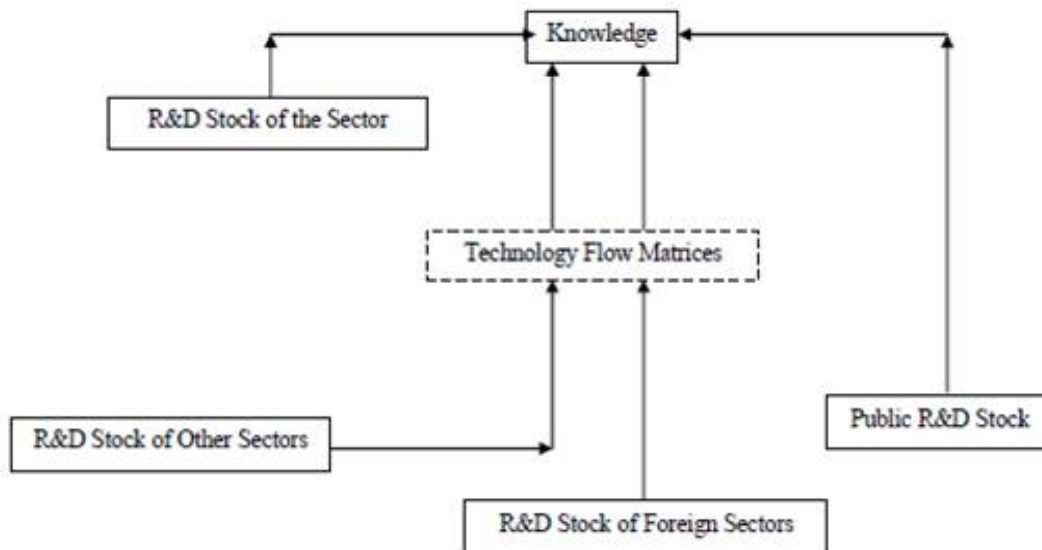 Knowledge
R&D Stock of the Sector
Technology Flow Matrices
Public R&D Stock
R&D Stock of Other Sectors
R&D Stock of Foreign Sectors